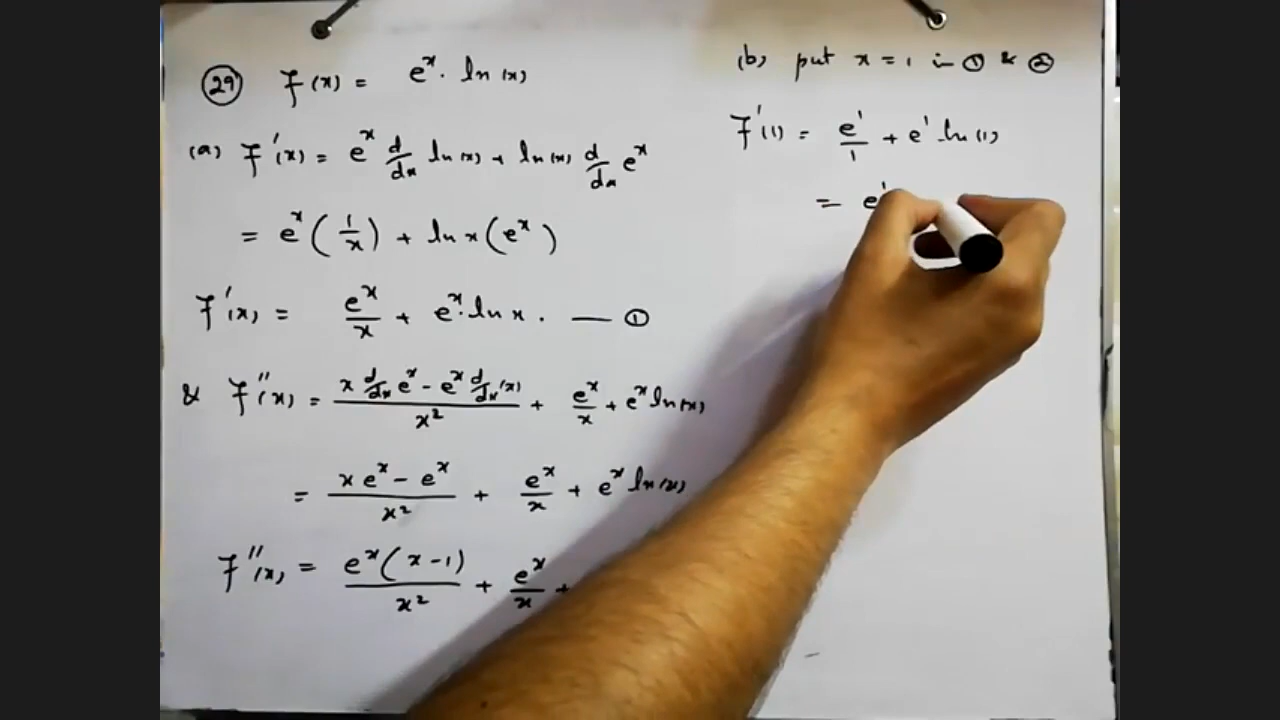 29 F(x) = e^x · ln(x)
(a) F'(x) = e^x d/dx ln(x) + ln(x) d/dx e^x
= e^x (1/x) + ln x (e^x)
F'(x) = e^x/x + e^x · ln x . — ①
& F''(x) = (x d/dx e^x - e^x d/dx (x))/x² + e^x/x + e^x ln(x)
= (x e^x - e^x)/x² + e^x/x + e^x ln(x)
F''(x) = e^x(x-1)/x² + e^x/x +
(b) put x = 1 in ① & ②
F'(1) = e^1/1 + e^1 ln(1)
= e^1